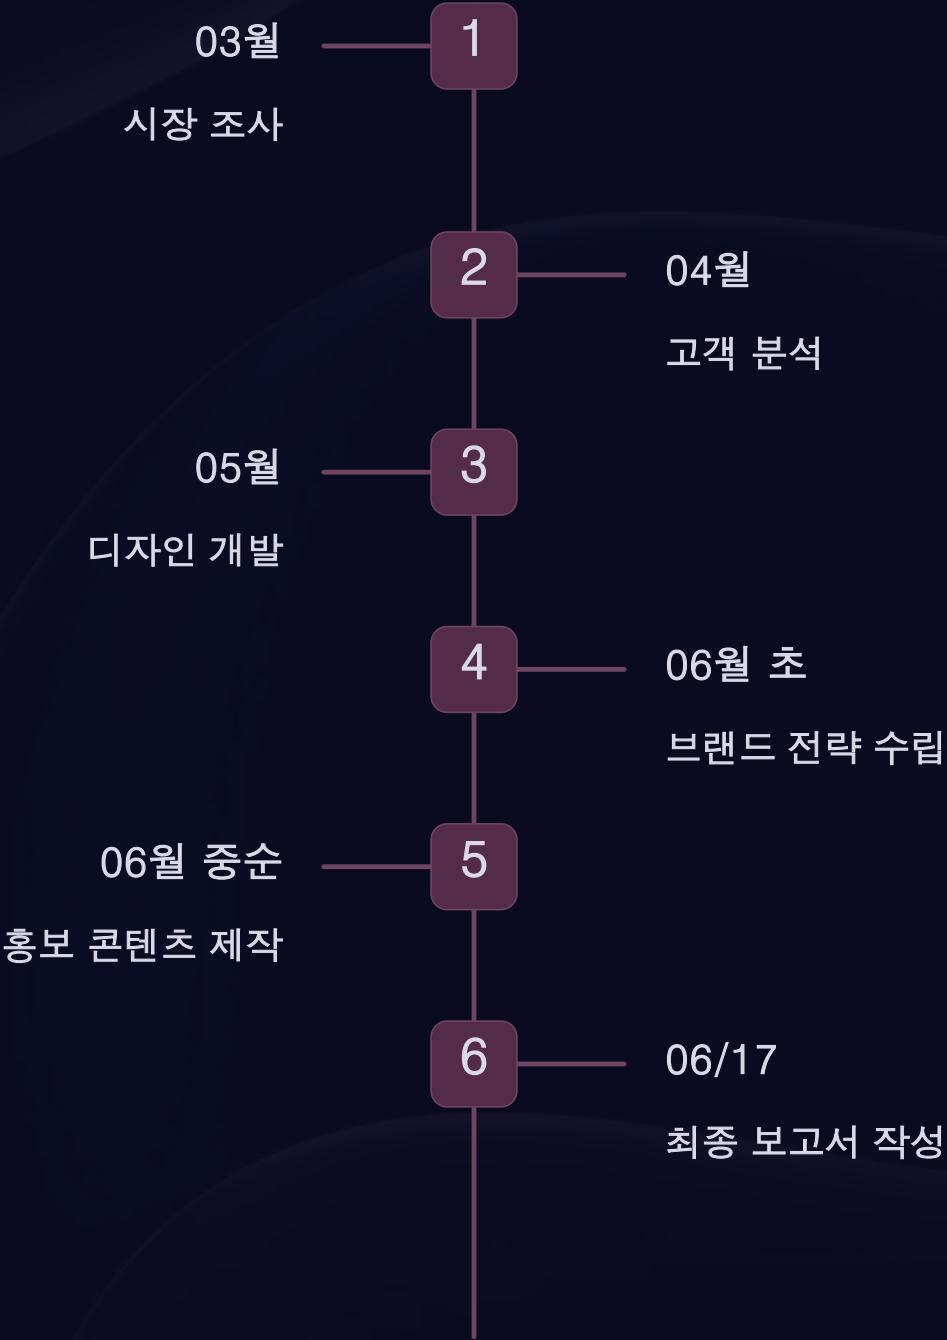 03월
1
시장 조사
2
04월
고객 분석
05월
3
디자인 개발
4
06월 초
브랜드 전략 수립
06월 중순
5
홍보 콘텐츠 제작
6
06/17
최종 보고서 작성